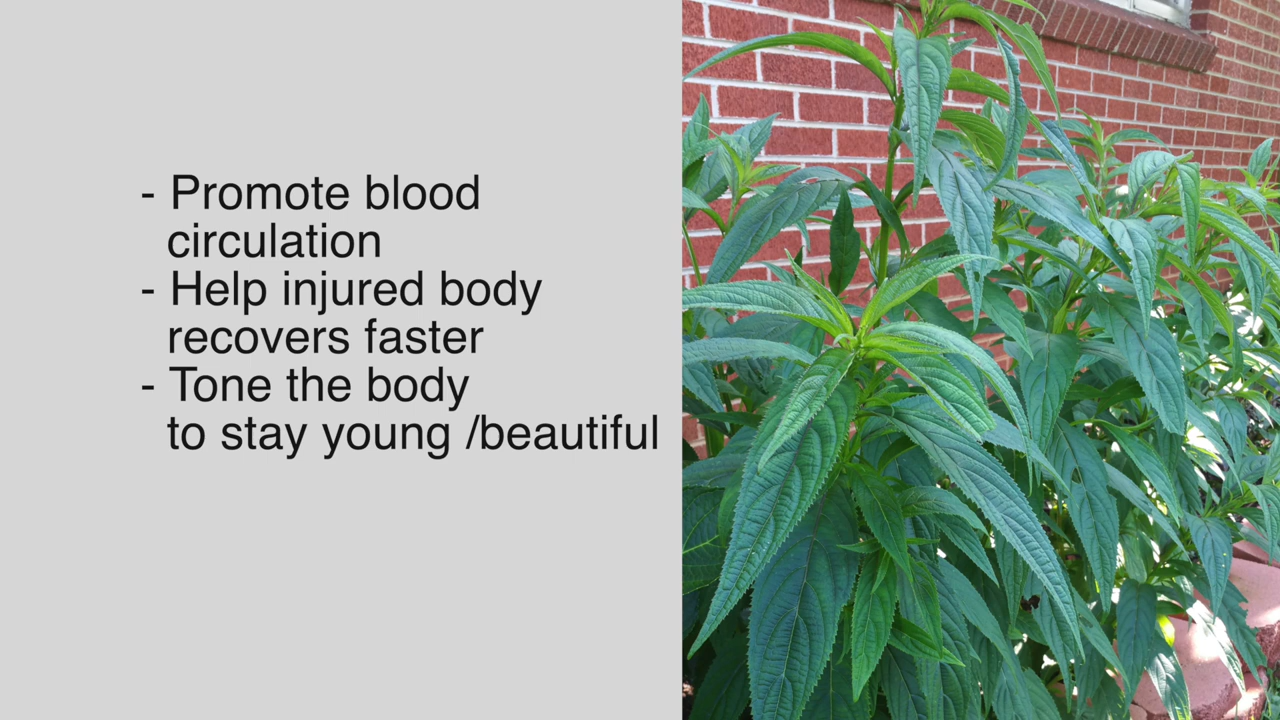 - Promote blood
circulation
- Help injured body
recovers faster
- Tone the body
to stay young /beautiful